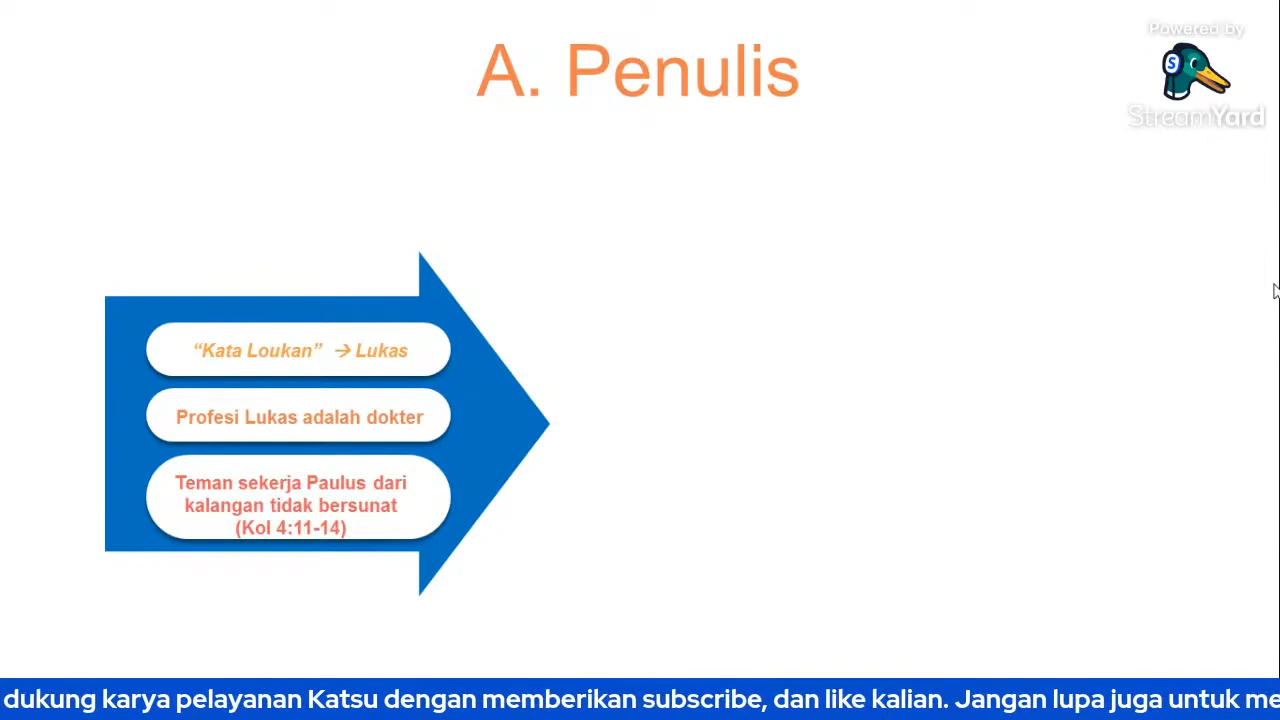 A. Penulis
Powered by
S
StreamYard
“Kata Loukan” → Lukas
Profesi Lukas adalah dokter
Teman sekerja Paulus dari
kalangan tidak bersunat
(Kol 4:11-14)
dukung karya pelayanan Katsu dengan memberikan subscribe, dan like kalian. Jangan lupa juga untuk me